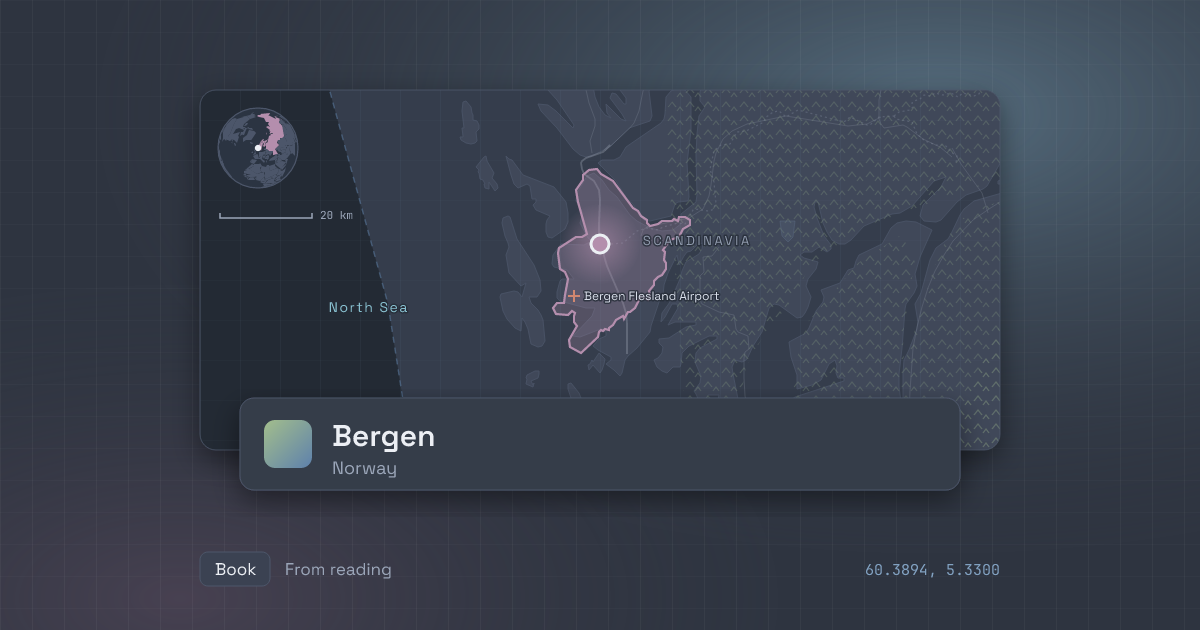 20 km
SCANDINAVIA
Bergen Flesland Airport
North Sea
Bergen
Norway
Book
From reading
60.3894, 5.3300